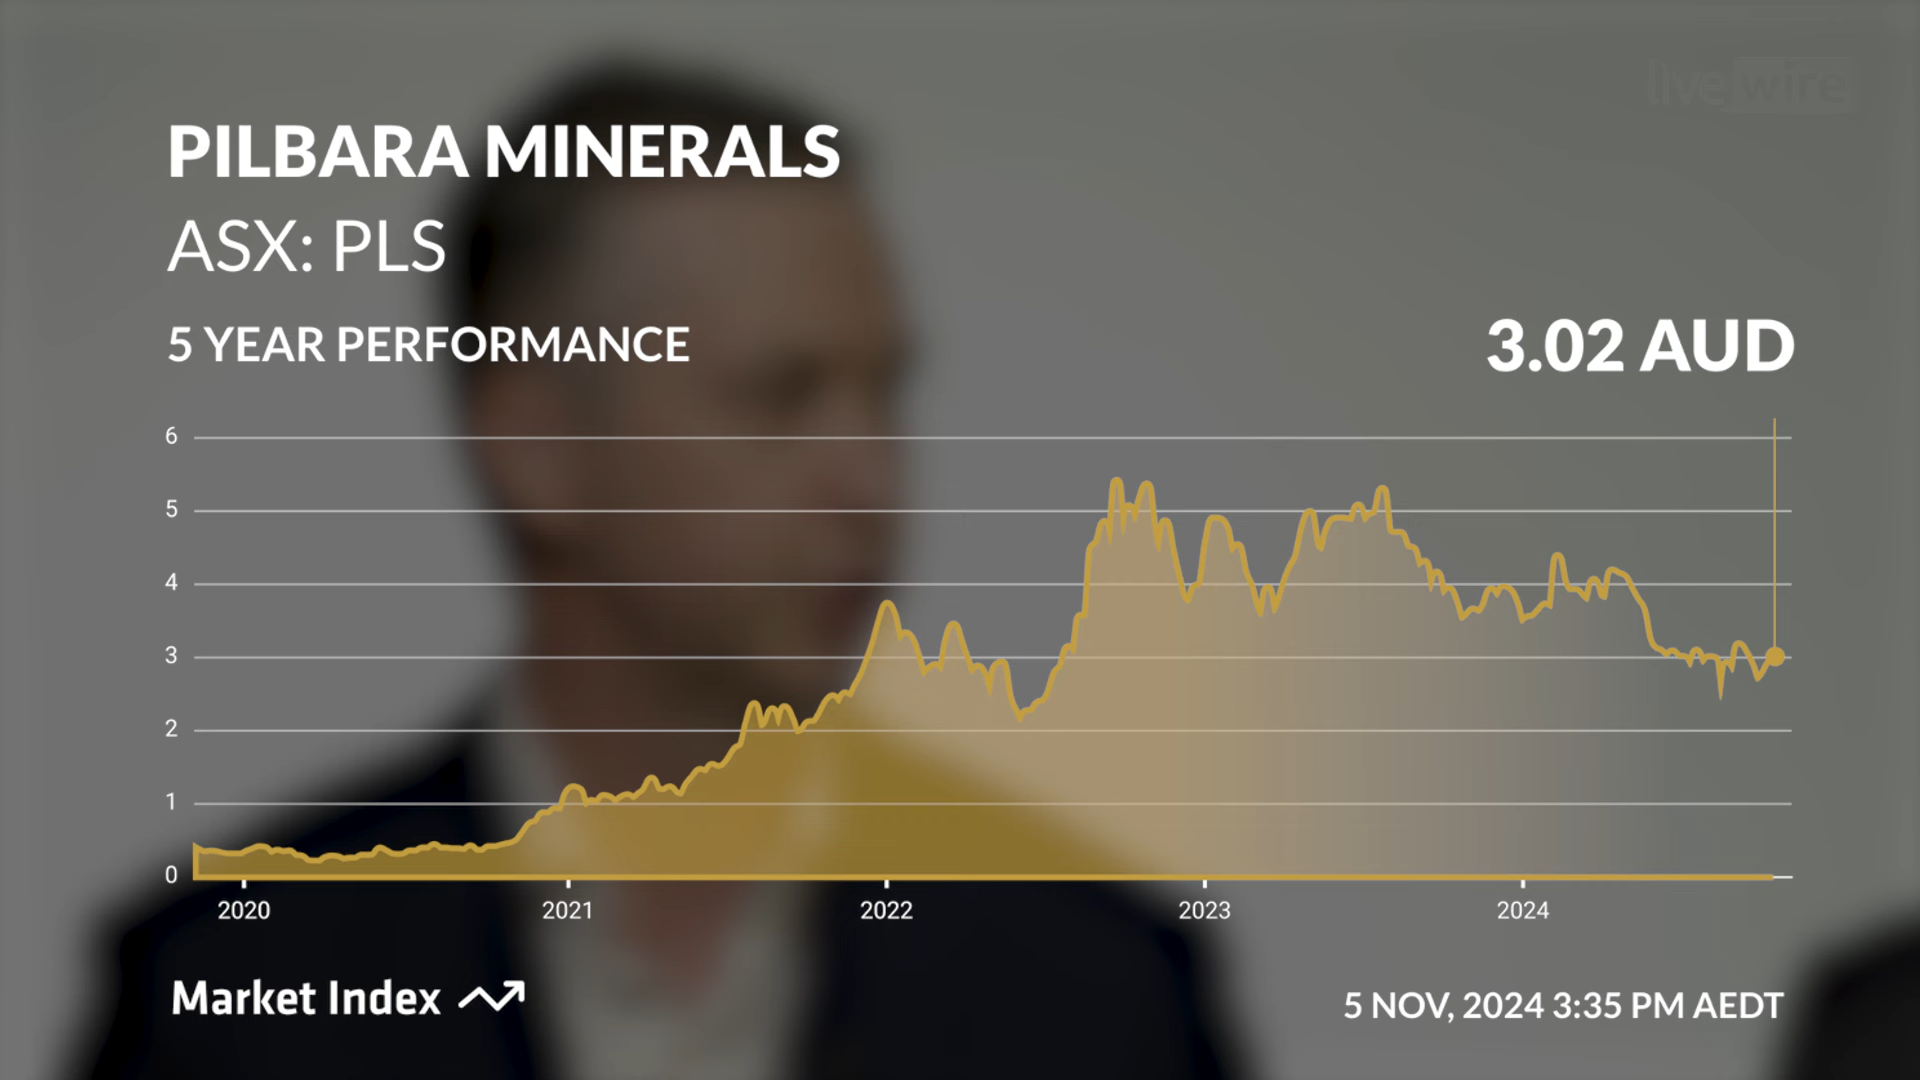 livewire
PILBARA MINERALS
ASX: PLS
5 YEAR PERFORMANCE
3.02 AUD
6
5
4
3
2
1
0
2020 2021 2022 2023 2024
Market Index
5 NOV, 2024 3:35 PM AEDT